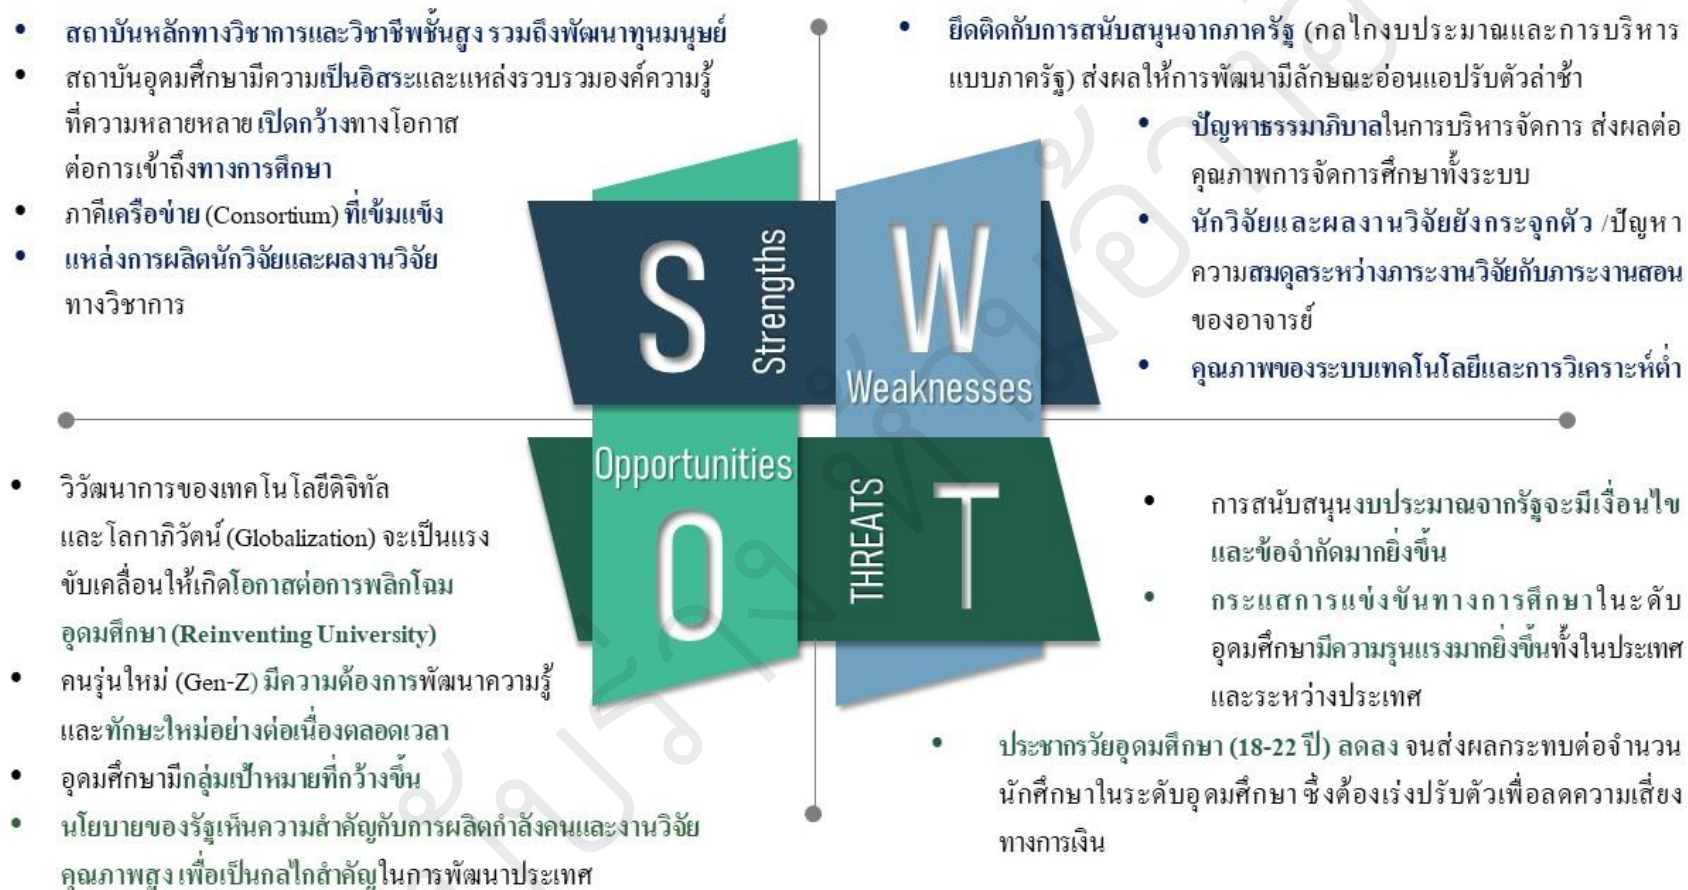 • สถาบันหลักทางวิชาการและวิชาชีพชั้นสูง รวมถึงพัฒนาทุนมนุษย์
• สถาบันอุดมศึกษามีความเป็นอิสระและแหล่งรวบรวมองค์ความรู้
ที่ความหลายหลาย เปิดกว้างทางโอกาส
ต่อการเข้าถึงทางการศึกษา
• ภาคีเครือข่าย (Consortium) ที่เข้มแข็ง
• แหล่งการผลิตนักวิจัยและผลงานวิจัย
ทางวิชาการ
S
Strengths
• ยึดติดกับการสนับสนุนจากภาครัฐ (กลไกงบประมาณและการบริหาร
แบบภาครัฐ) ส่งผลให้การพัฒนามีลักษณะอ่อนแอปรับตัวล่าช้า
• ปัญหาธรรมาภิบาลในการบริหารจัดการ ส่งผลต่อ
คุณภาพการจัดการศึกษาทั้งระบบ
• นักวิจัยและผลงานวิจัยยังกระจุกตัว /ปัญหา
ความสมดุลระหว่างภาระงานวิจัยกับภาระงานสอน
ของอาจารย์
• คุณภาพของระบบเทคโนโลยีและการวิเคราะห์ต่ำ
W
Weaknesses
Opportunities
O
• วิวัฒนาการของเทคโนโลยีดิจิทัล
และโลกาภิวัตน์ (Globalization) จะเป็นแรง
ขับเคลื่อนให้เกิดโอกาสต่อการพลิกโฉม
อุดมศึกษา (Reinventing University)
• คนรุ่นใหม่ (Gen-Z) มีความต้องการพัฒนาความรู้
และทักษะใหม่อย่างต่อเนื่องตลอดเวลา
• อุดมศึกษามีกลุ่มเป้าหมายที่กว้างขึ้น
• นโยบายของรัฐเห็นความสำคัญกับการผลิตกำลังคนและงานวิจัย
คุณภาพสูง เพื่อเป็นกลไกสำคัญในการพัฒนาประเทศ
THREATS
T
• การสนับสนุนงบประมาณจากรัฐจะมีเงื่อนไข
และข้อจำกัดมากยิ่งขึ้น
• กระแสการแข่งขันทางการศึกษาในะดับ
อุดมศึกษามีความรุนแรงมากยิ่งขึ้นทั้งในประเทศ
และระหว่างประเทศ
• ประชากรวัยอุดมศึกษา (18-22 ปี) ลดลง จนส่งผลกระทบต่อจำนวน
นักศึกษาในระดับอุดมศึกษา ซึ่งต้องเร่งปรับตัวเพื่อลดความเสี่ยง
ทางการเงิน